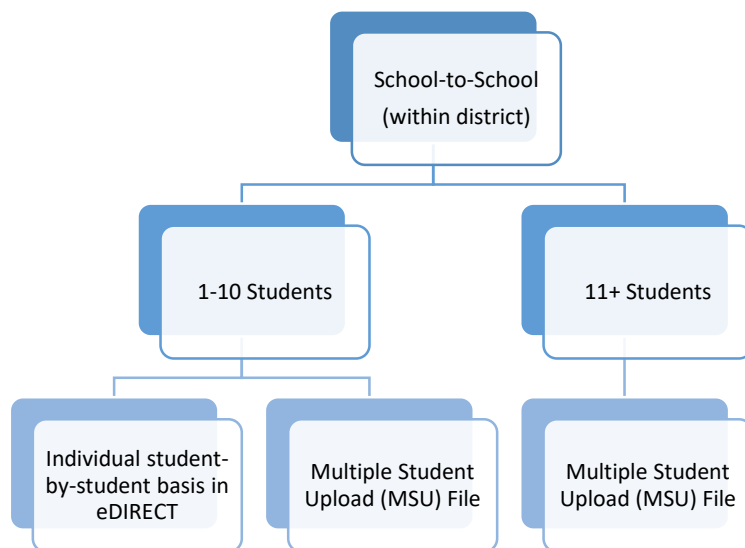 School-to-School
(within district)
1-10 Students
11+ Students
Individual student-
by-student basis in
eDIRECT
Multiple Student
Upload (MSU) File
Multiple Student
Upload (MSU) File